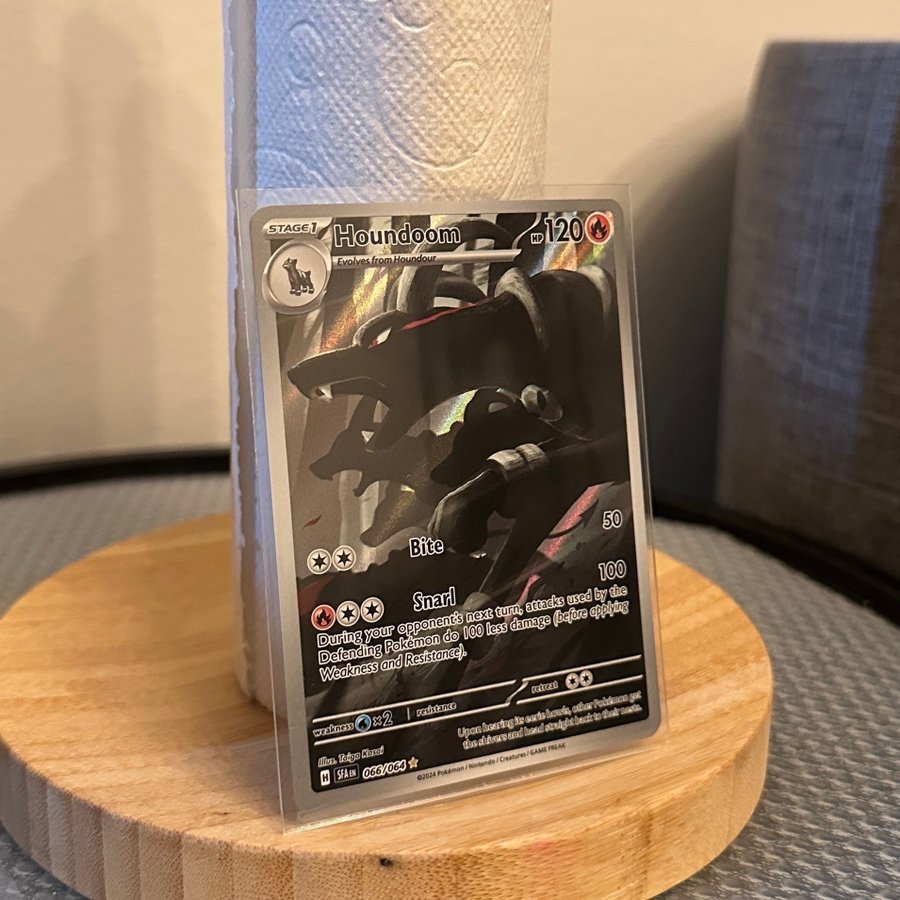 STAGE1 Houndoom HP 120
Evolves from Houndour
Bite 50
Snarl 100
During your opponent's next turn, attacks used by the
Defending Pokémon do 100 less damage (before applying
Weakness and Resistance).
weakness ×2 resistance retreat
Upon hearing its eerie howls, other Pokémon get
the shivers and head straight back to their nests.
Illus. Taiga Kasai
H SFA EN 066/064
©2024 Pokémon / Nintendo / Creatures / GAME FREAK